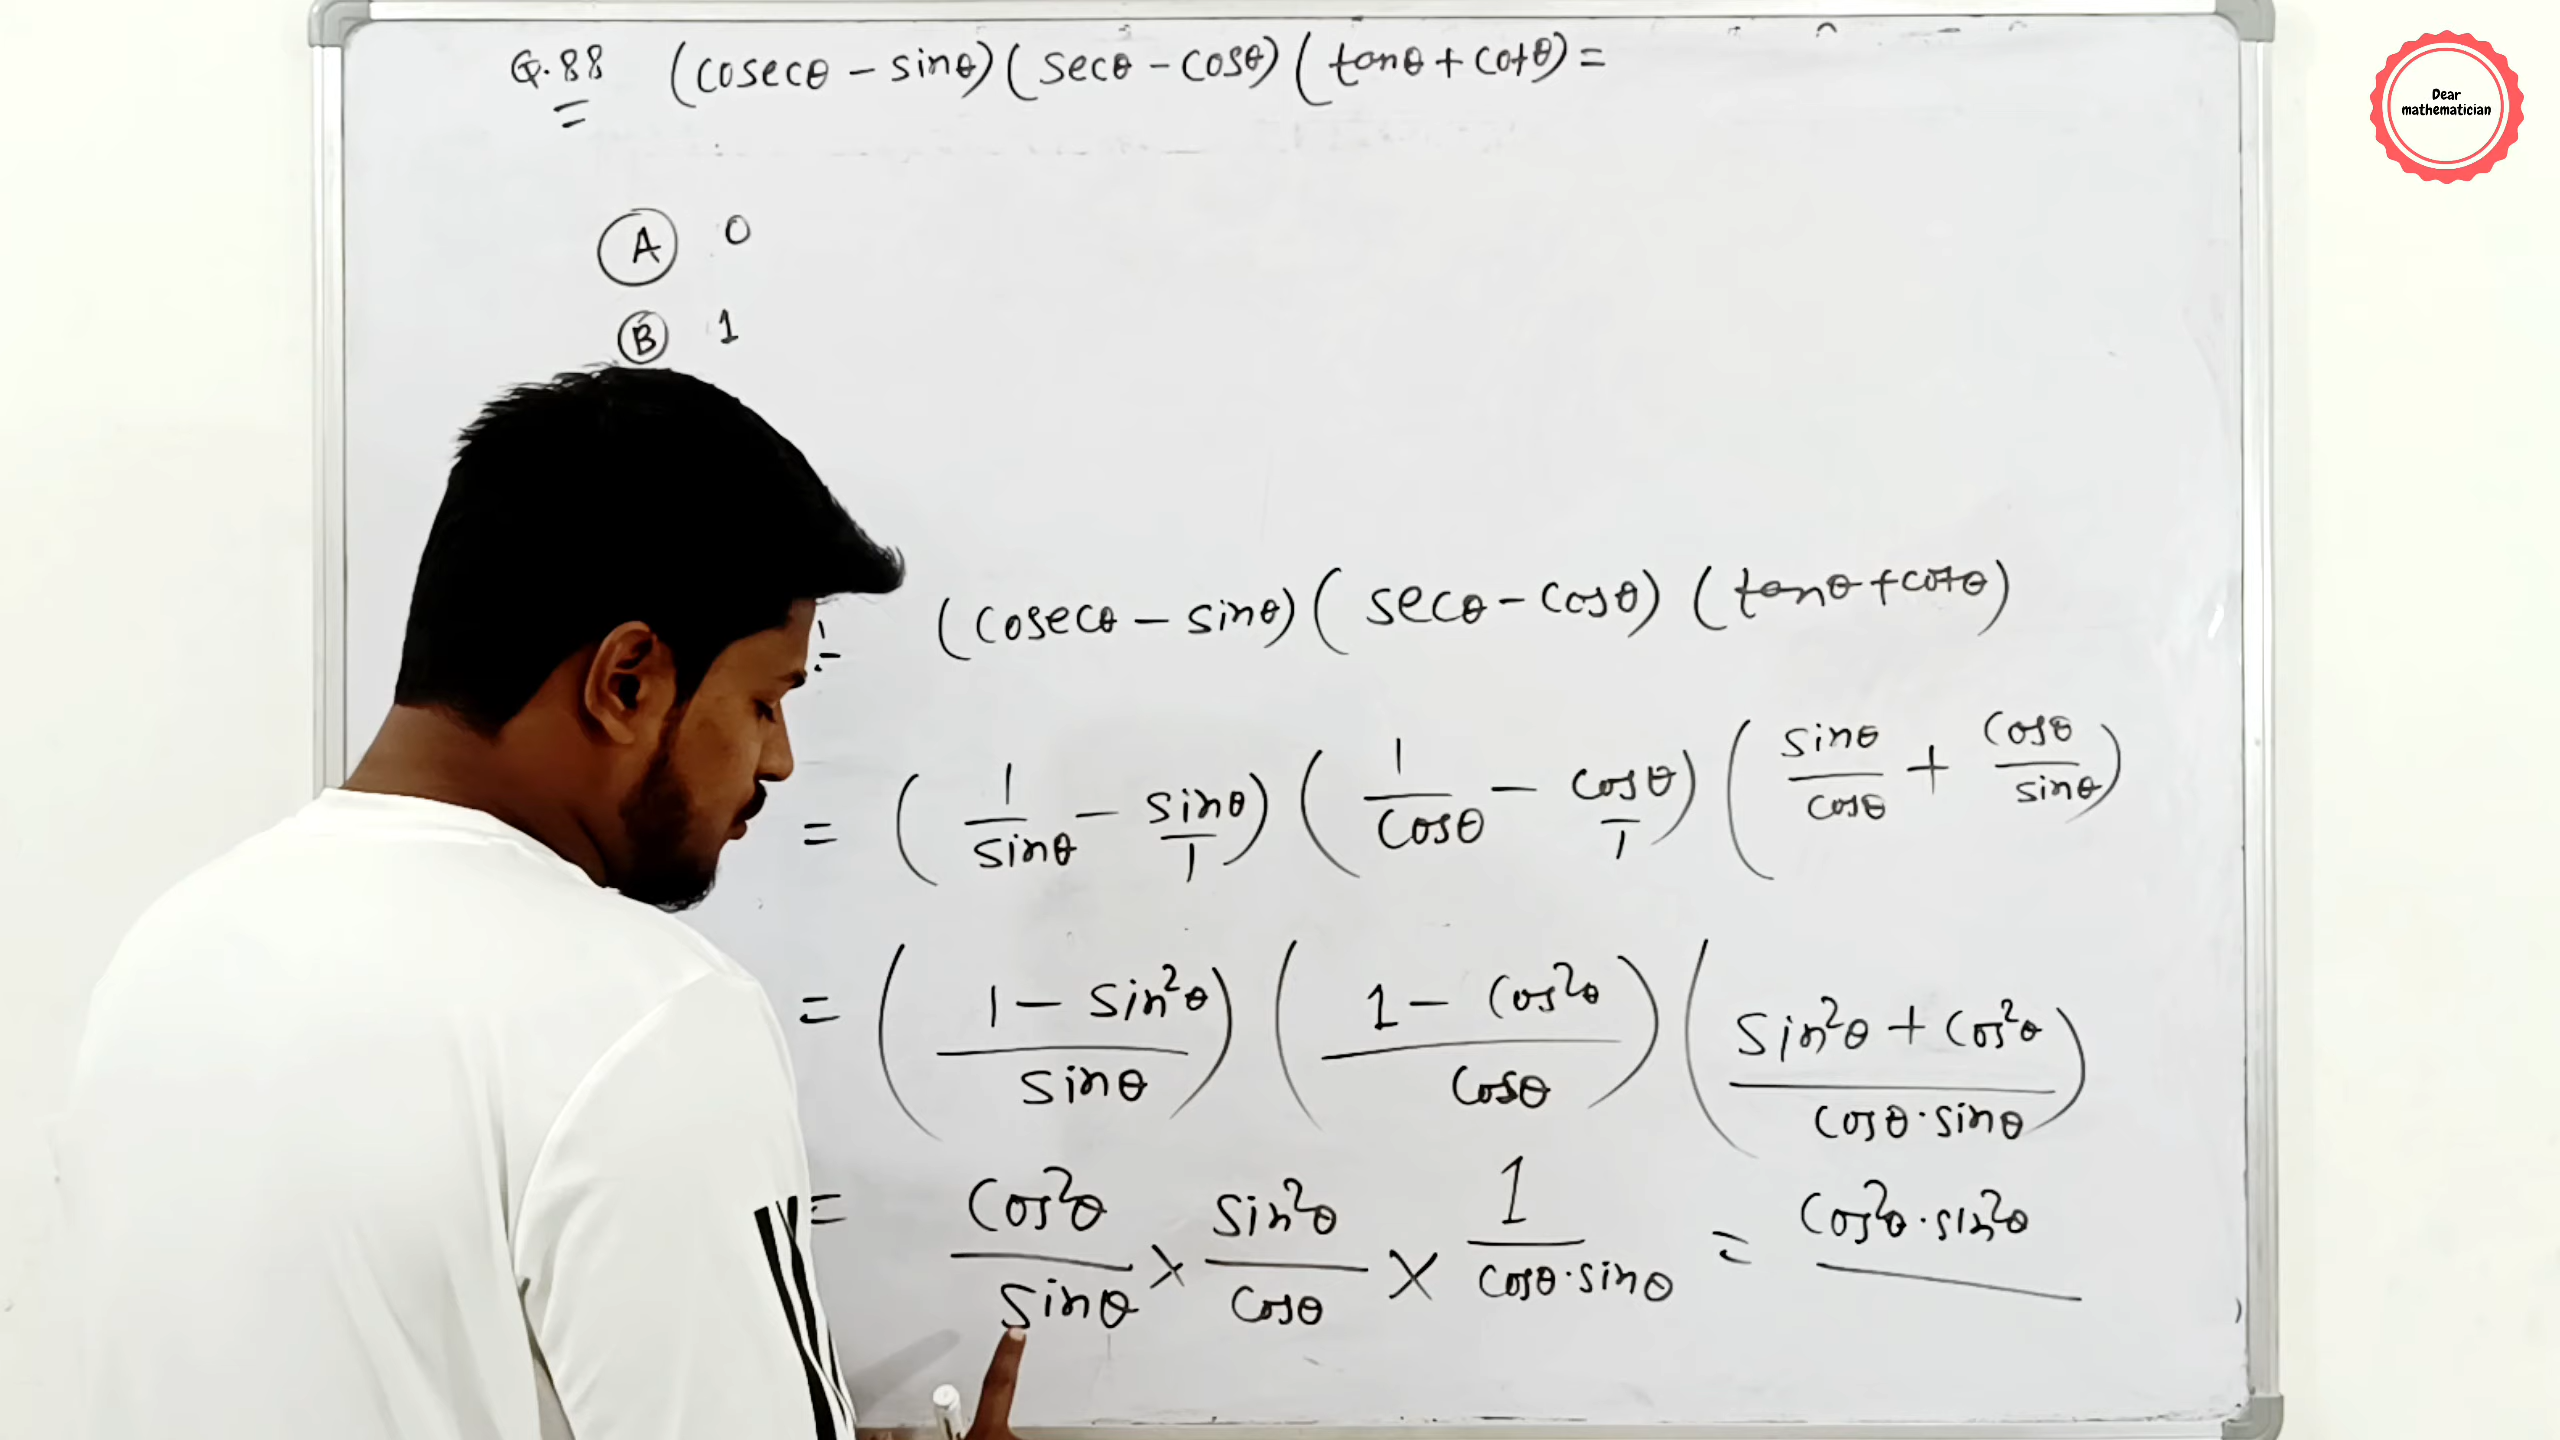 Q.88 (cosecθ - sinθ)(secθ - cosθ)(tanθ + cotθ) =
Dear
mathematician
A 0
B 1
:- (cosecθ - sinθ)(secθ - cosθ)(tanθ + cotθ)
= (1/sinθ - sinθ/1)(1/cosθ - cosθ/1)(sinθ/cosθ + cosθ/sinθ)
= (1 - sin²θ/sinθ)(1 - cos²θ/cosθ)(sin²θ + cos²θ/cosθ·sinθ)
= cos²θ/sinθ × sin²θ/cosθ × 1/cosθ·sinθ = cos²θ·sin²θ/